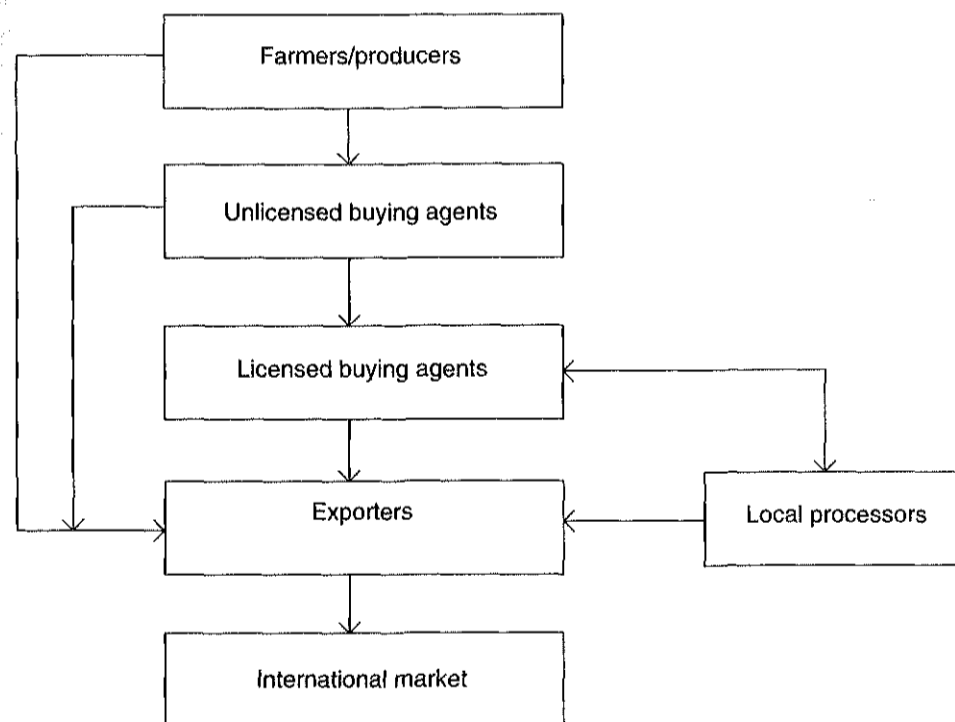 Farmers/producers
Unlicensed buying agents
Licensed buying agents
Exporters
Local processors
International market